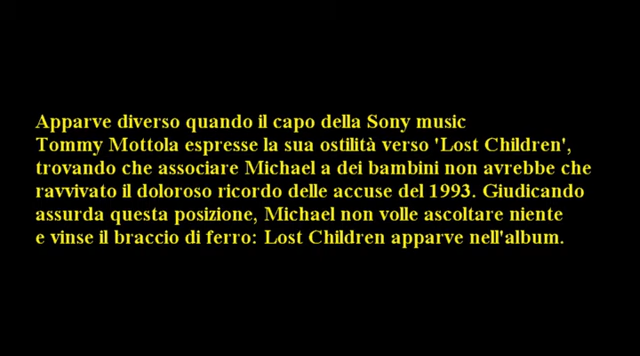 Apparve diverso quando il capo della Sony music
Tommy Mottola espresse la sua ostilità verso 'Lost Children',
trovando che associare Michael a dei bambini non avrebbe che
ravvivato il doloroso ricordo delle accuse del 1993. Giudicando
assurda questa posizione, Michael non volle ascoltare niente
e vinse il braccio di ferro: Lost Children apparve nell'album.